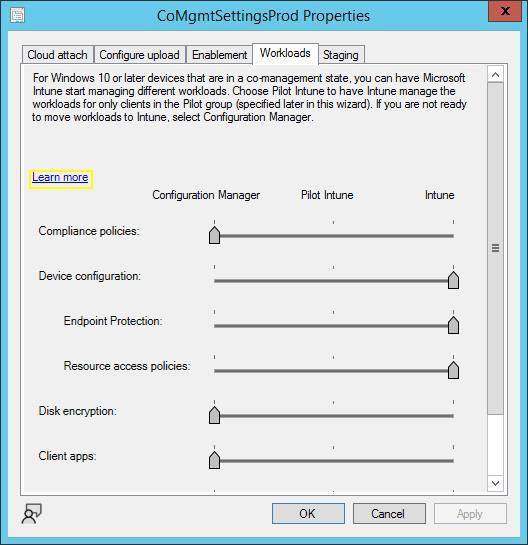 CoMgmtSettingsProd Properties
x
Cloud attach Configure upload Enablement Workloads Staging
For Windows 10 or later devices that are in a co-management state, you can have Microsoft
Intune start managing different workloads. Choose Pilot Intune to have Intune manage the
workloads for only clients in the Pilot group (specified later in this wizard). If you are not ready
to move workloads to Intune, select Configuration Manager.
Learn more
Configuration Manager Pilot Intune Intune
Compliance policies:
Device configuration:
Endpoint Protection:
Resource access policies:
Disk encryption:
Client apps:
OK Cancel Apply